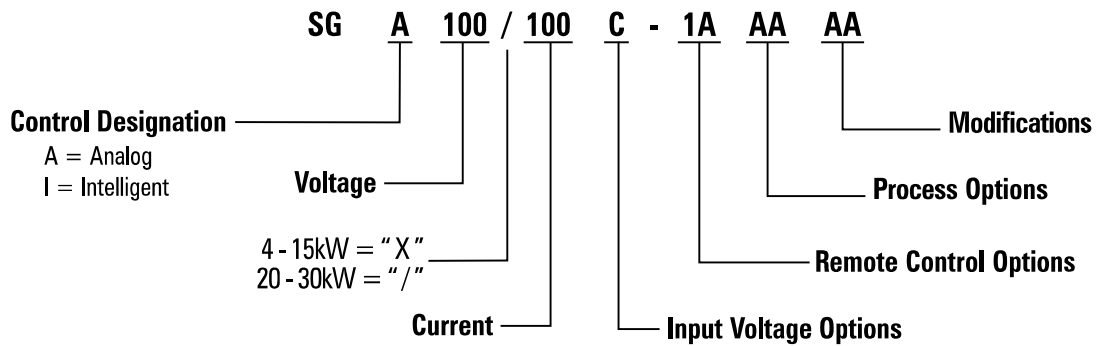 SG A 100 / 100 C - 1A AA AA
Control Designation
A = Analog
I = Intelligent
Voltage
4 - 15kW = “X”
20 - 30kW = “/”
Current
Input Voltage Options
Remote Control Options
Process Options
Modifications